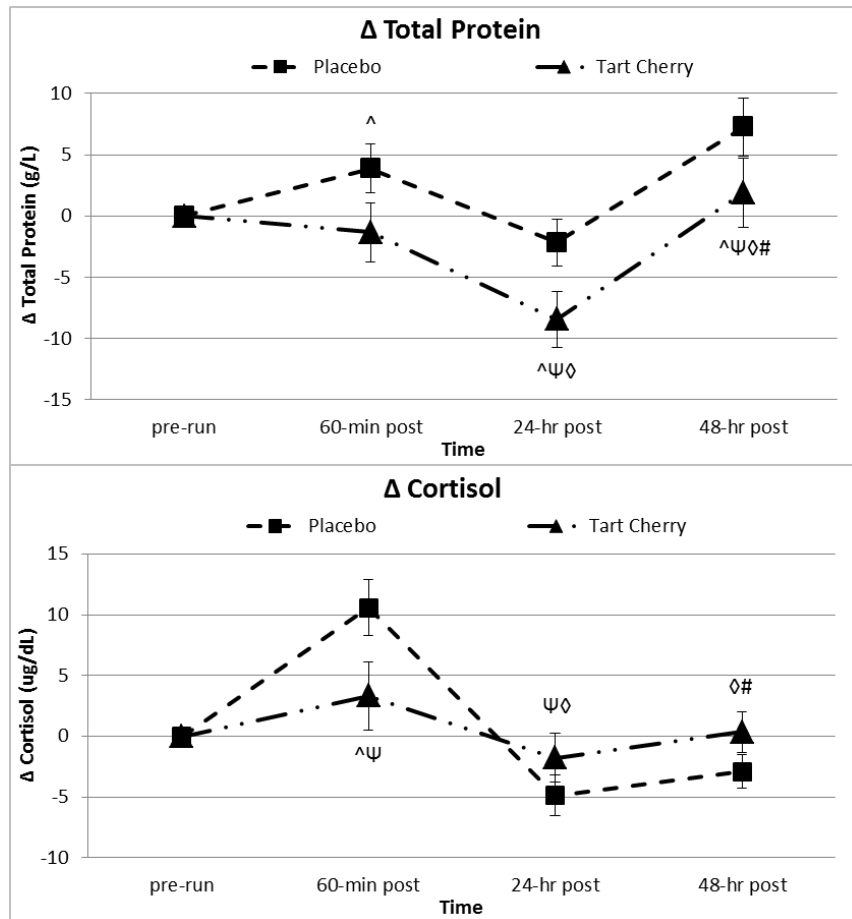 Δ Total Protein
Placebo Tart Cherry
10
^
5
0
-5
-10
-15
Δ Total Protein (g/L)
^Ψ◊#
^Ψ◊
pre-run 60-min post 24-hr post 48-hr post
Time
Δ Cortisol
Placebo Tart Cherry
15
10
5
0
-5
-10
Δ Cortisol (ug/dL)
Ψ◊ ◊#
^Ψ
pre-run 60-min post 24-hr post 48-hr post
Time